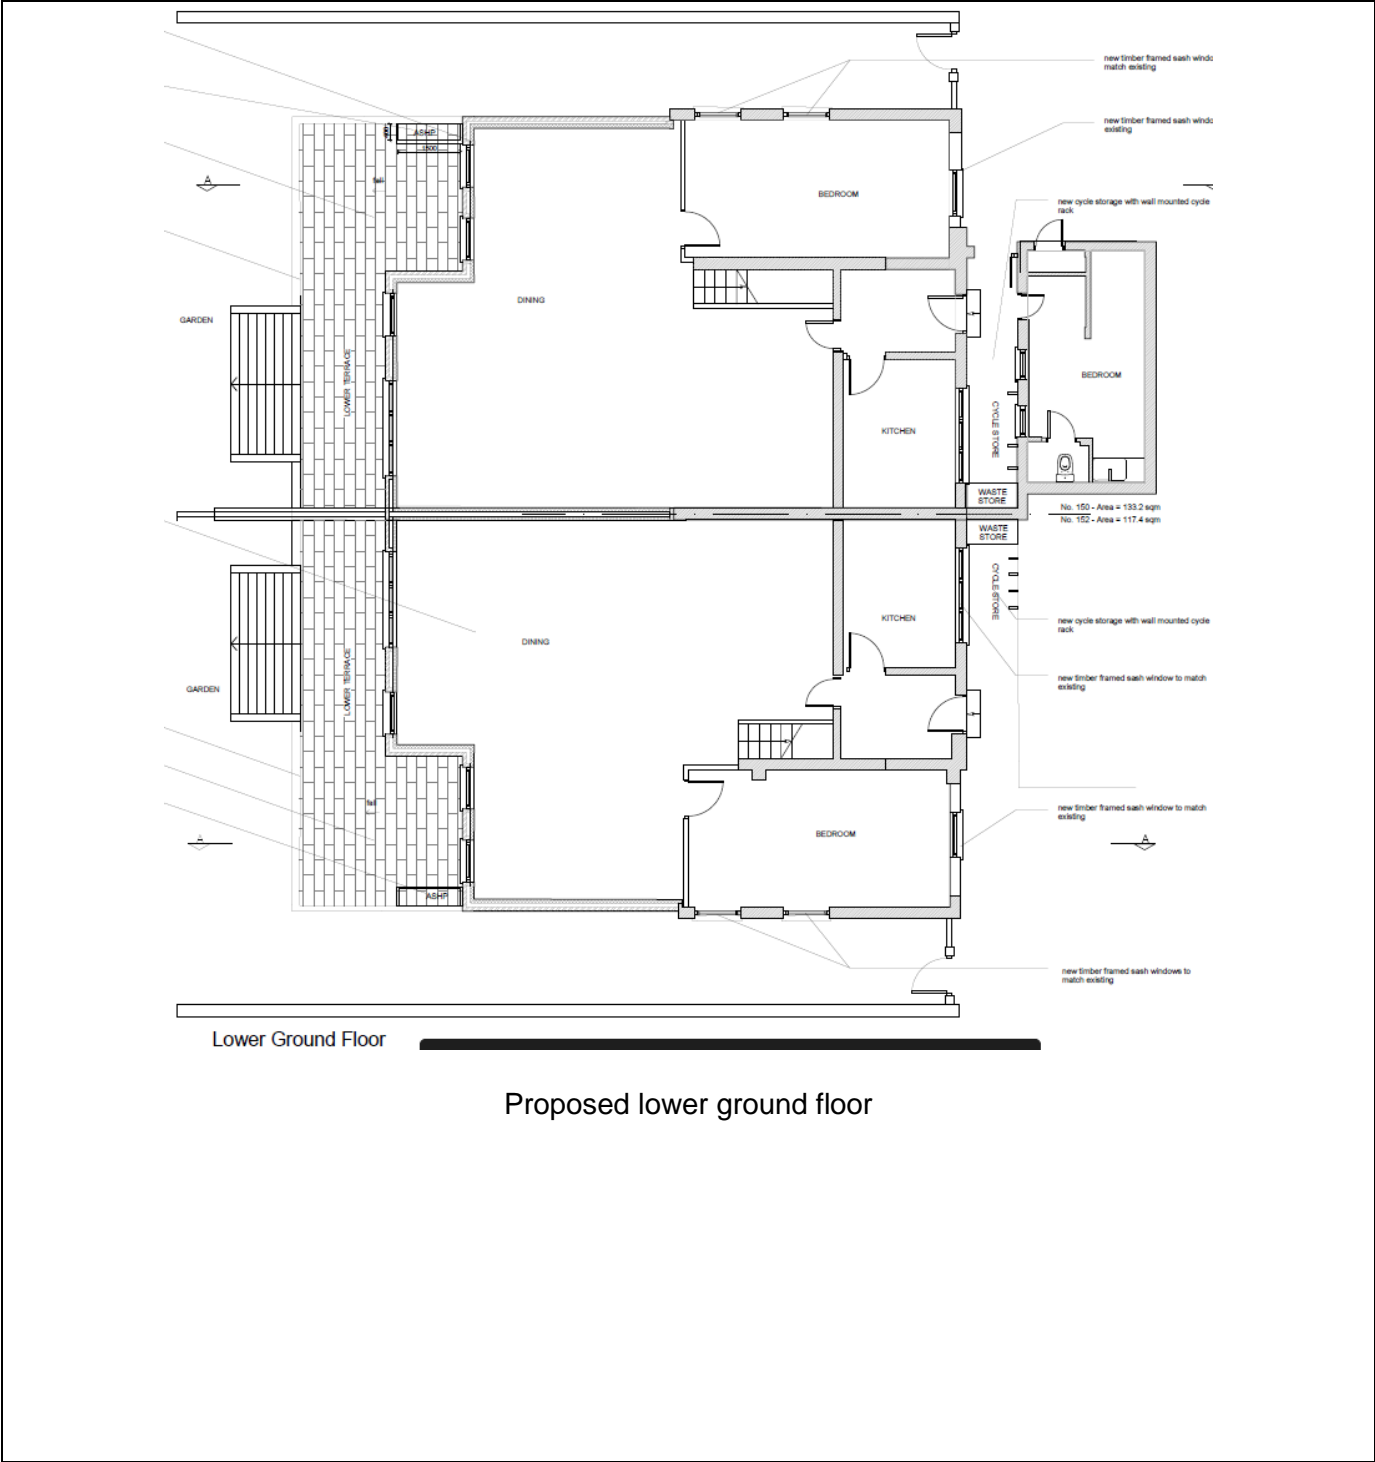 new timber framed sash windo
match existing
ASHP
600
1500
new timber framed sash windo
existing
fall
A
BEDROOM
new cycle storage with wall mounted cycle
rack
DINING
GARDEN
LOWER TERRACE
BEDROOM
CYCLE STORE
KITCHEN
WASTE
STORE
No. 150 - Area = 133.2 sqm
No. 152 - Area = 117.4 sqm
WASTE
STORE
CYCLE STORE
KITCHEN
new cycle storage with wall mounted cycle
rack
DINING
LOWER TERRACE
GARDEN
new timber framed sash window to match
existing
fall
new timber framed sash window to match
existing
BEDROOM
A
A
ASHP
new timber framed sash windows to
match existing
Lower Ground Floor
Proposed lower ground floor